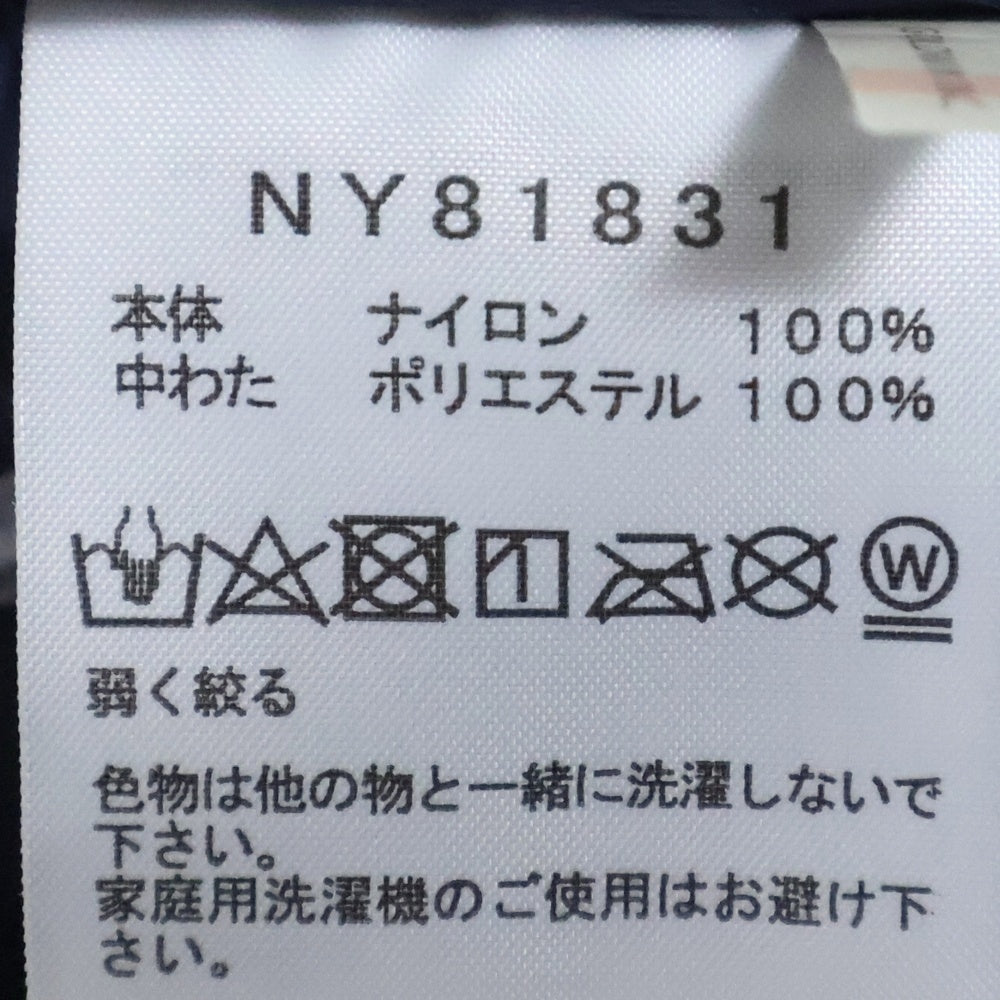 NY81831
本体 ナイロン 100%
中わた ポリエステル 100%
W
弱く絞る
色物は他の物と一緒に洗濯しないで
下さい。
家庭用洗濯機のご使用はお避け下
さい。